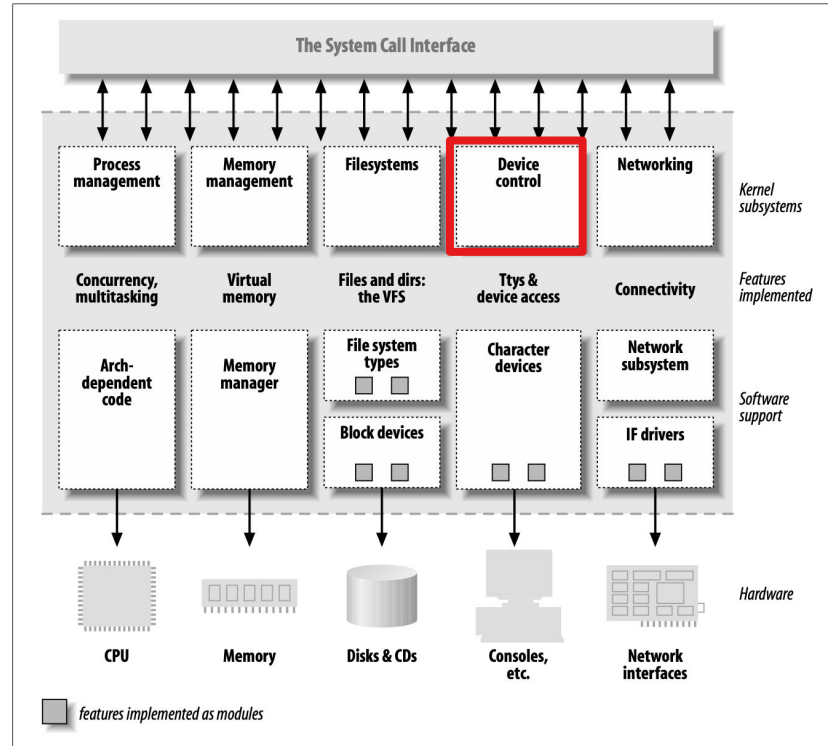 The System Call Interface
Process
management
Memory
management
Filesystems
Device
control
Networking
Kernel
subsystems
Concurrency,
multitasking
Virtual
memory
Files and dirs:
the VFS
Ttys &
device access
Connectivity
Features
implemented
Arch-
dependent
code
Memory
manager
File system
types
Block devices
Character
devices
Network
subsystem
IF drivers
Software
support
CPU
Memory
Disks & CDs
Consoles,
etc.
Network
interfaces
Hardware
features implemented as modules